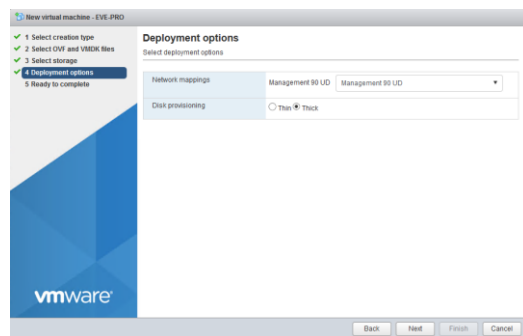 New virtual machine - EVE-PRO
1 Select creation type
2 Select OVF and VMDK files
3 Select storage
4 Deployment options
5 Ready to complete
Deployment options
Select deployment options
Network mappings
Management 90 UD
Management 90 UD
Disk provisioning
Thin
Thick
vmware
Back
Next
Finish
Cancel